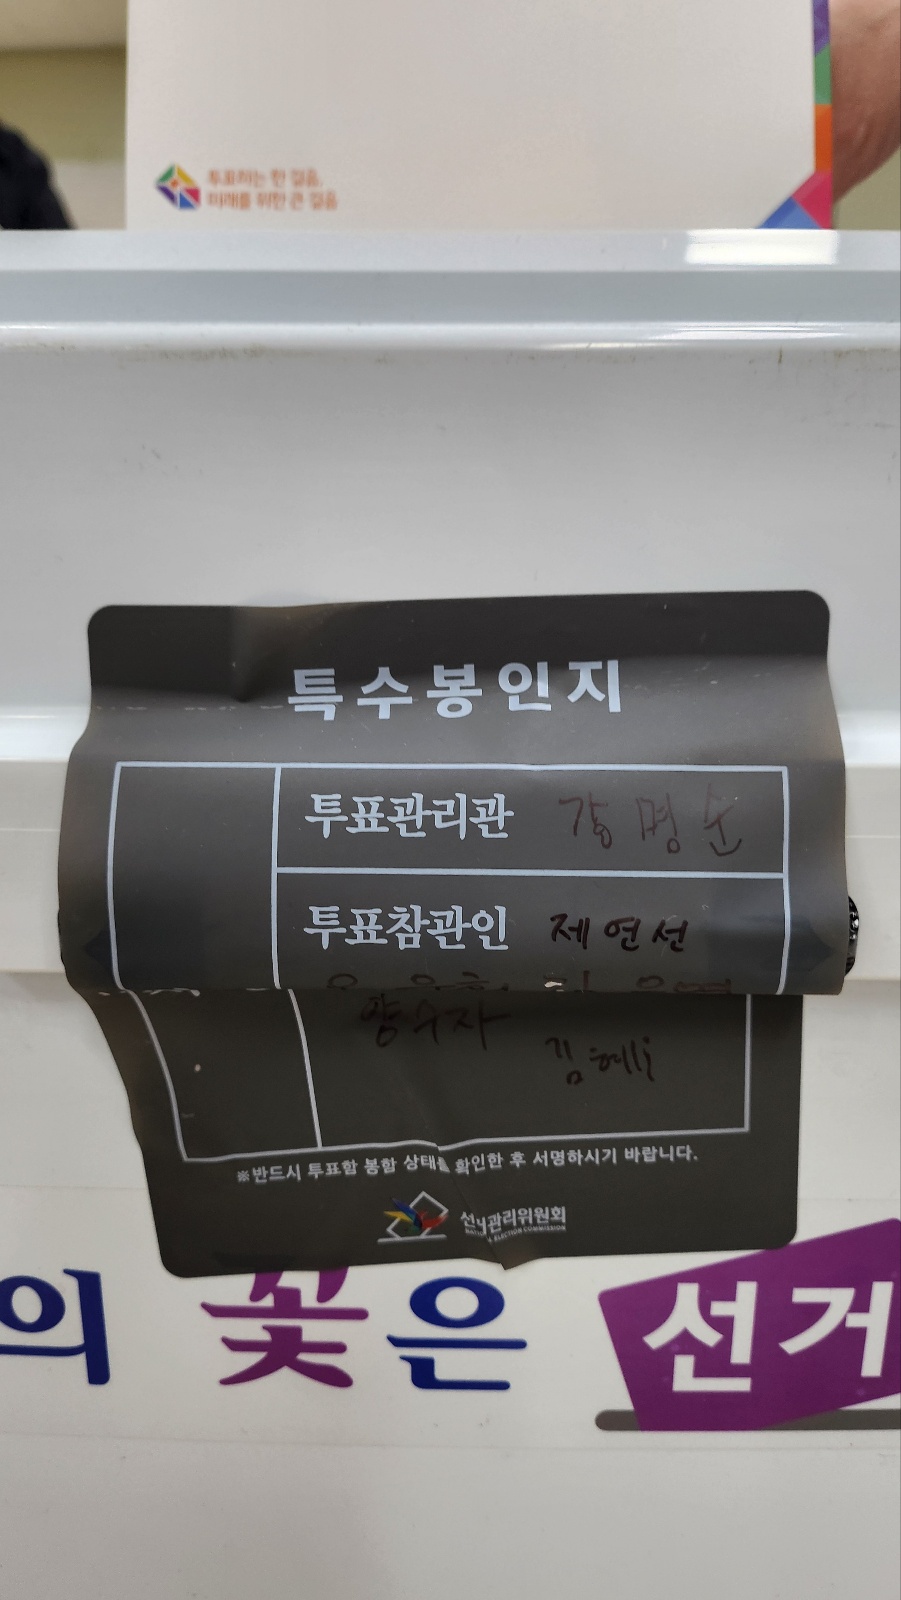 투표하는 한 걸음,
미래를 위한 큰 걸음
특수봉인지
투표관리관 강명순
투표참관인 제연선
양수자
김혜
※반드시 투표함 봉함 상태를 확인한 후 서명하시기 바랍니다.
선거관리위원회
의 꽃은 선거